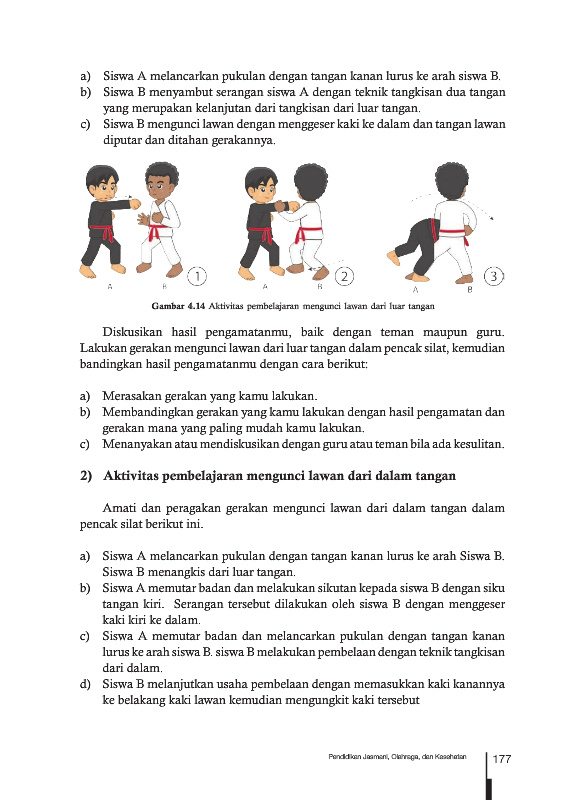 a) Siswa A melancarkan pukulan dengan tangan kanan lurus ke arah siswa B.
b) Siswa B menyambut serangan siswa A dengan teknik tangkisan dua tangan
yang merupakan kelanjutan dari tangkisan dari luar tangan.
c) Siswa B mengunci lawan dengan menggeser kaki ke dalam dan tangan lawan
diputar dan ditahan gerakannya.
A B 1 A B 2 A B 3
Gambar 4.14 Aktivitas pembelajaran mengunci lawan dari luar tangan
Diskusikan hasil pengamatanmu, baik dengan teman maupun guru.
Lakukan gerakan mengunci lawan dari luar tangan dalam pencak silat, kemudian
bandingkan hasil pengamatanmu dengan cara berikut:
a) Merasakan gerakan yang kamu lakukan.
b) Membandingkan gerakan yang kamu lakukan dengan hasil pengamatan dan
gerakan mana yang paling mudah kamu lakukan.
c) Menanyakan atau mendiskusikan dengan guru atau teman bila ada kesulitan.
2) Aktivitas pembelajaran mengunci lawan dari dalam tangan
Amati dan peragakan gerakan mengunci lawan dari dalam tangan dalam
pencak silat berikut ini.
a) Siswa A melancarkan pukulan dengan tangan kanan lurus ke arah Siswa B.
Siswa B menangkis dari luar tangan.
b) Siswa A memutar badan dan melakukan sikutan kepada siswa B dengan siku
tangan kiri. Serangan tersebut dilakukan oleh siswa B dengan menggeser
kaki kiri ke dalam.
c) Siswa A memutar badan dan melancarkan pukulan dengan tangan kanan
lurus ke arah siswa B. siswa B melakukan pembelaan dengan teknik tangkisan
dari dalam.
d) Siswa B melanjutkan usaha pembelaan dengan memasukkan kaki kanannya
ke belakang kaki lawan kemudian mengungkit kaki tersebut
Pendidikan Jasmani, Olahraga, dan Kesehatan 177